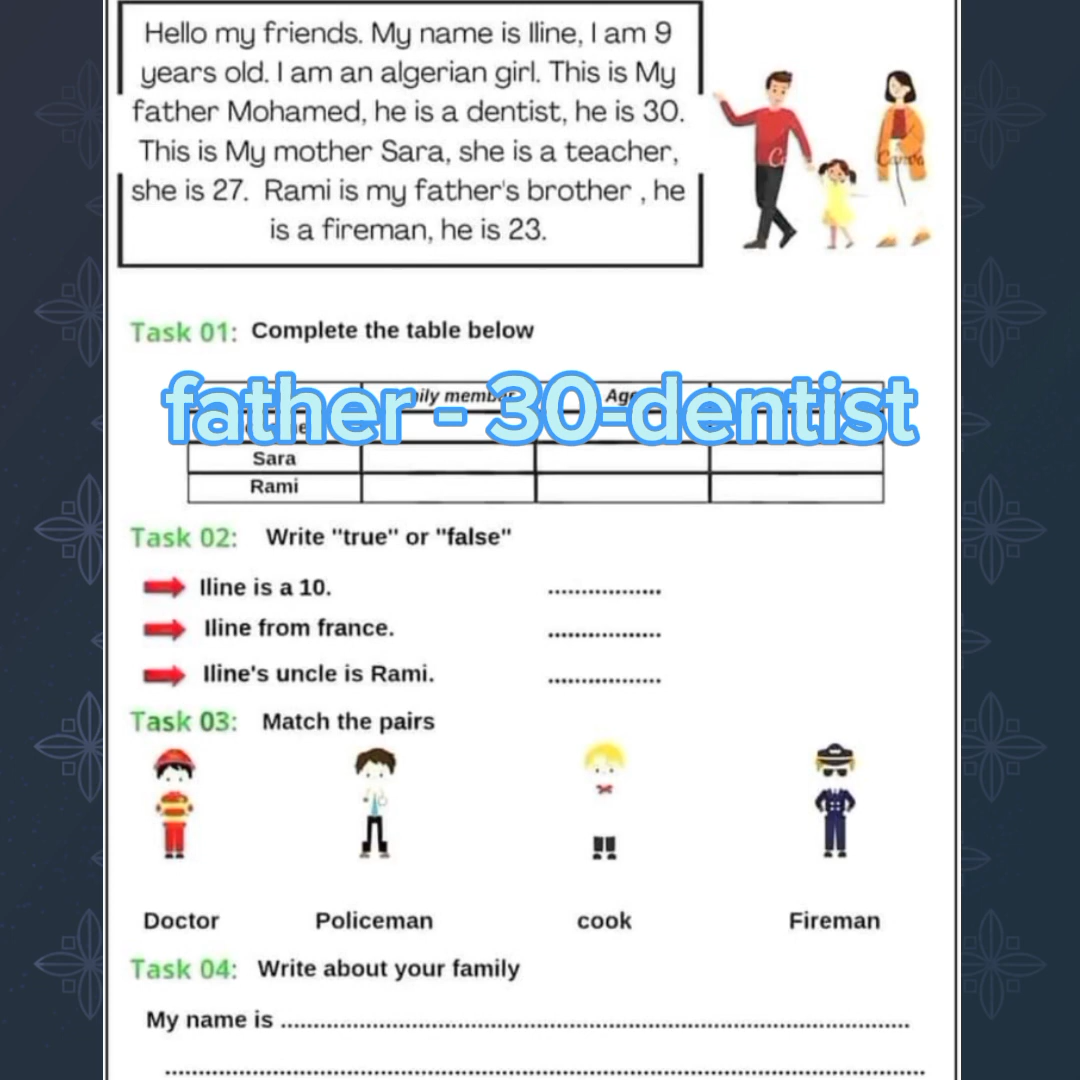 Hello my friends. My name is Iline, I am 9
years old. I am an algerian girl. This is My
father Mohamed, he is a dentist, he is 30.
This is My mother Sara, she is a teacher,
she is 27. Rami is my father's brother , he
is a fireman, he is 23.
Canva
Task 01: Complete the table below
father - 30-dentist
Sara
Rami
Task 02: Write "true" or "false"
Iline is a 10. .................
Iline from france. .................
Iline's uncle is Rami. .................
Task 03: Match the pairs
Doctor Policeman cook Fireman
Task 04: Write about your family
My name is ................................................................................................
....................................................................................................................